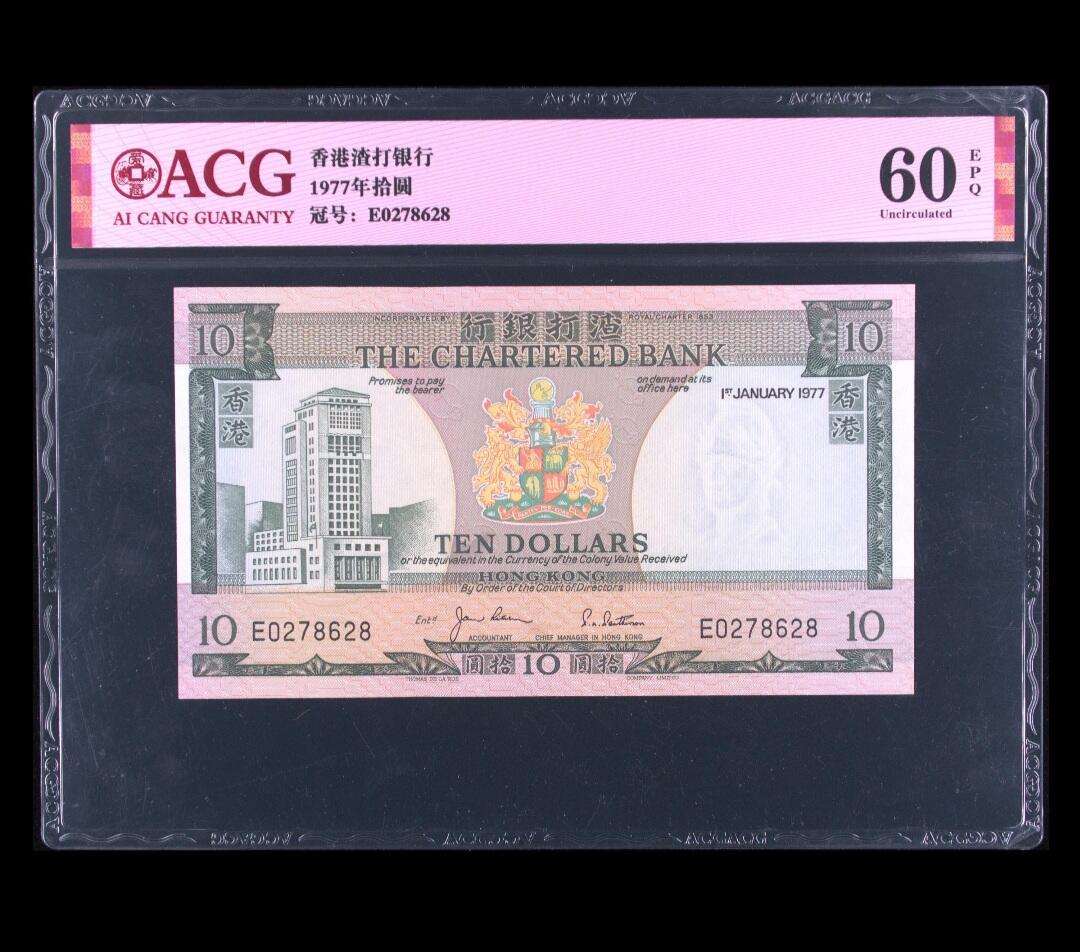 ACGDOV DOVDOV ACGDOV ACGACG
ACG
AI CANG GUARANTY
香港渣打银行
1977年拾圆
冠号：E0278628
60
EPQ
Uncirculated
10
INCORPORATED BY
行銀打渣
ROYAL CHARTER 1853
10
THE CHARTERED BANK
香港
Promises to pay
the bearer
on demand at its
office here
1ST JANUARY 1977
香港
TEN DOLLARS
or the equivalent in the Currency of the Colony Value Received
HONG KONG
By Order of the Court of Directors
10 E0278628
Entd
ACCOUNTANT
CHIEF MANAGER IN HONG KONG
E0278628 10
圓拾 10 圓拾
THOMAS DE LA RUE
COMPANY, LIMITED